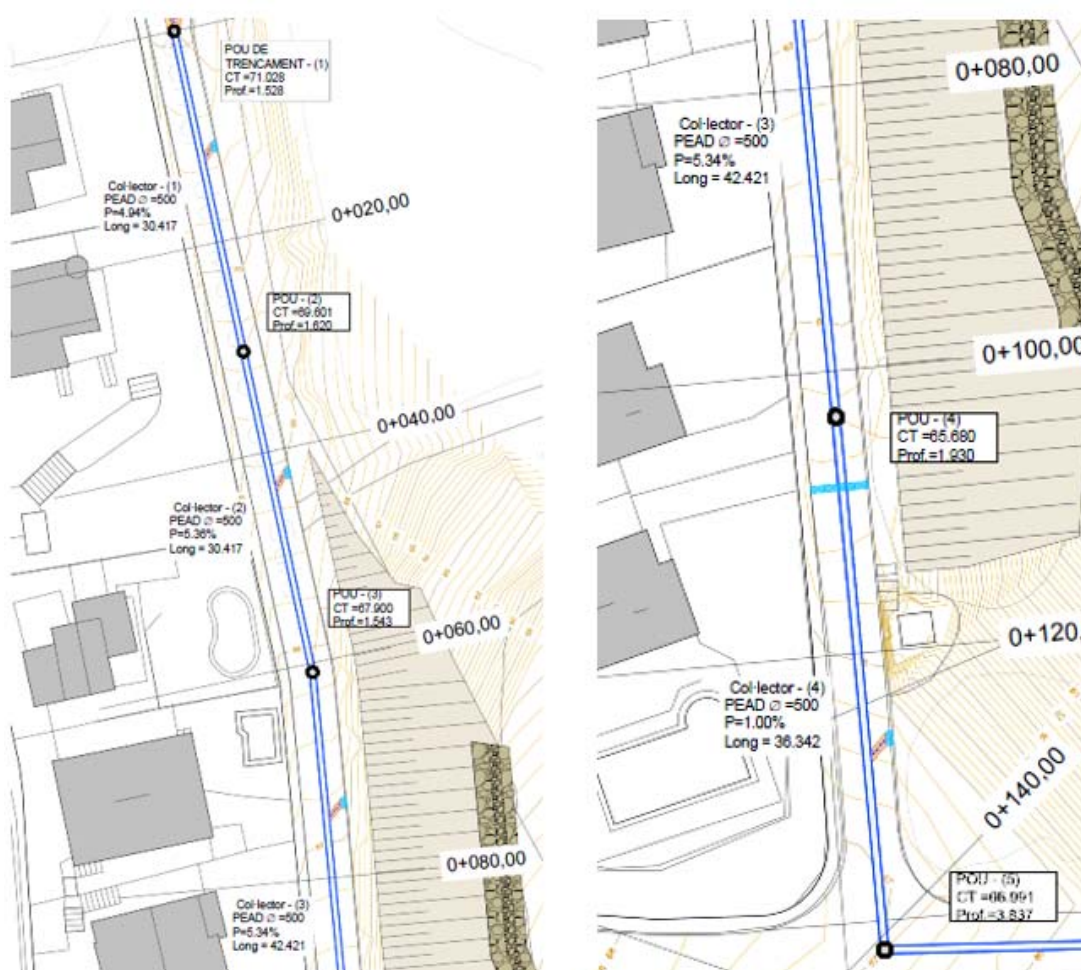 POU DE
TRENCAMENT - (1)
CT =71.028
Prof.=1.528
Col·lector - (1)
PEAD ∅ =500
P=4.94%
Long = 30.417
0+020,00
POU - (2)
CT =69.601
Prof.=1.620
0+040,00
Col·lector - (2)
PEAD ∅ =500
P=5.36%
Long = 30.417
POU - (3)
CT =67.900
Prof.=1.543
0+060,00
0+080,00
Col·lector - (3)
PEAD ∅ =500
P=5.34%
Long = 42.421
0+080,00
Col·lector - (3)
PEAD ∅ =500
P=5.34%
Long = 42.421
0+100,00
POU - (4)
CT =65.680
Prof.=1.930
0+120,
Col·lector - (4)
PEAD ∅ =500
P=1.00%
Long = 36.342
0+140,00
POU - (5)
CT =66.991
Prof.=3.837